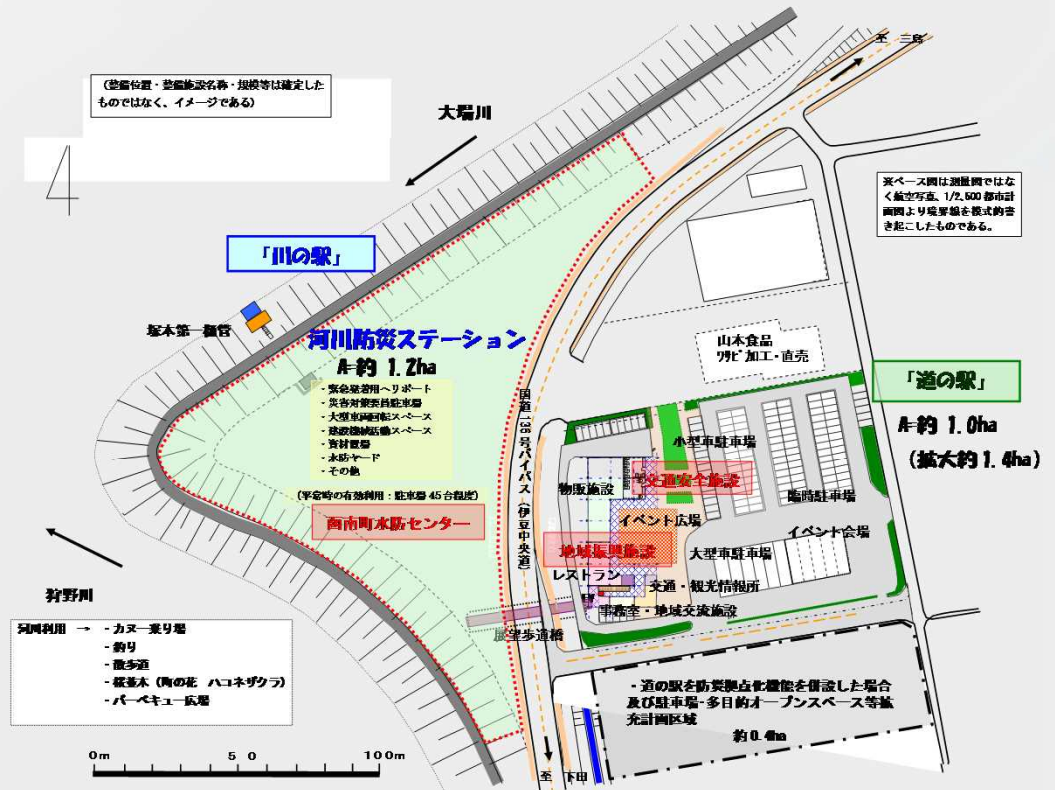 (整備位置・整備施設名称・規模等は確定した
ものではなく、イメージである)
至 三島
大場川
※ベース図は測量図ではな
く航空写真、1/2,500都市計
画図より境界線を模式的書
き起こしたものである。
「川の駅」
塚本第一樋管
河川防災ステーション
A=約 1.2ha
・緊急発着用ヘリポート
・災害対策要員駐車場
・大型車両回転スペース
・建設機械活動スペース
・資材置場
・水防ヤード
・その他
(平常時の有効利用：駐車場45台程度)
函南町水防センター
国道136号バイパス(伊豆中央道)
山本食品
ワサビ加工・直売
「道の駅」
A=約 1.0ha
(拡大約1.4ha)
小型車駐車場
交通安全施設
物販施設
臨時駐車場
イベント広場
イベント会場
地域振興施設
大型車駐車場
レストラン
交通・観光情報所
事務室・地域交流施設
展望歩道橋
狩野川
河川利用 → ・カヌー乗り場
・釣り
・散歩道
・桜並木(町の花 ハコネザクラ)
・バーベキュー広場
・道の駅を防災拠点化機能を併設した場合
及び駐車場・多目的オープンスペース等拡
充計画区域
約0.4ha
0m 50 100m
至 下田